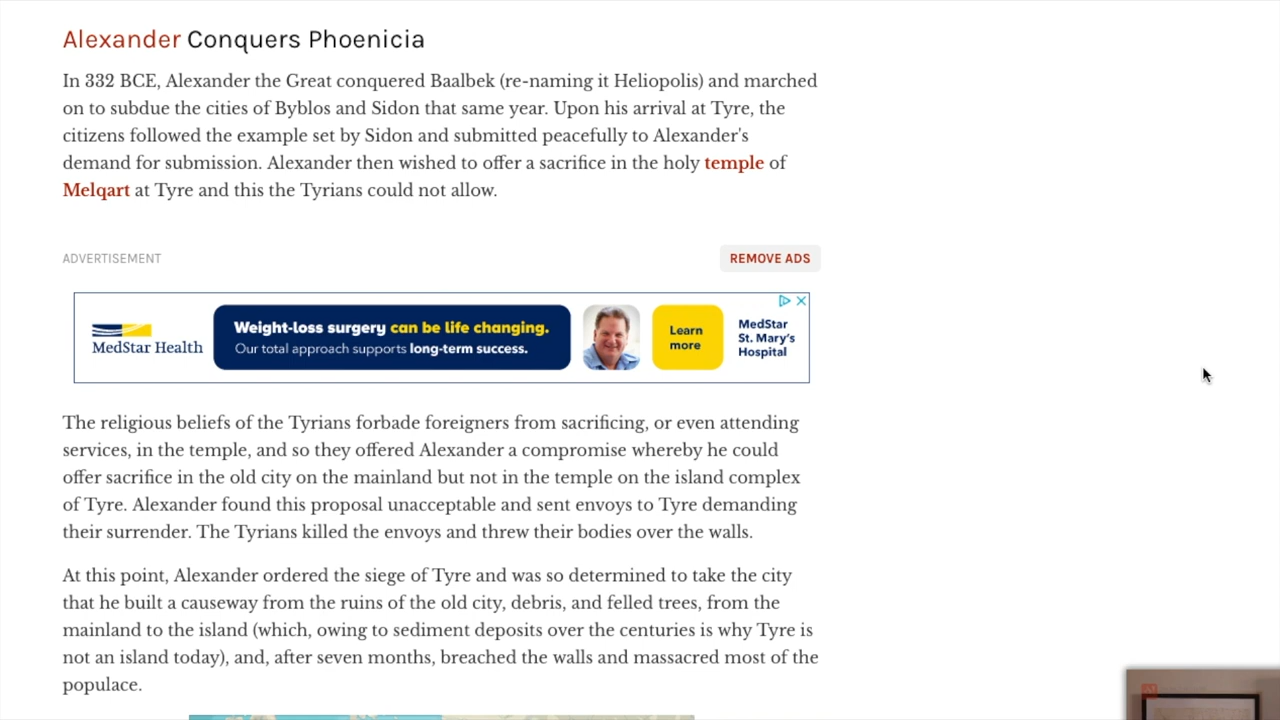 Alexander Conquers Phoenicia
In 332 BCE, Alexander the Great conquered Baalbek (re-naming it Heliopolis) and marched
on to subdue the cities of Byblos and Sidon that same year. Upon his arrival at Tyre, the
citizens followed the example set by Sidon and submitted peacefully to Alexander's
demand for submission. Alexander then wished to offer a sacrifice in the holy temple of
Melqart at Tyre and this the Tyrians could not allow.
ADVERTISEMENT
REMOVE ADS
MedStar Health
Weight-loss surgery can be life changing.
Our total approach supports long-term success.
Learn
more
MedStar
St. Mary's
Hospital
The religious beliefs of the Tyrians forbade foreigners from sacrificing, or even attending
services, in the temple, and so they offered Alexander a compromise whereby he could
offer sacrifice in the old city on the mainland but not in the temple on the island complex
of Tyre. Alexander found this proposal unacceptable and sent envoys to Tyre demanding
their surrender. The Tyrians killed the envoys and threw their bodies over the walls.
At this point, Alexander ordered the siege of Tyre and was so determined to take the city
that he built a causeway from the ruins of the old city, debris, and felled trees, from the
mainland to the island (which, owing to sediment deposits over the centuries is why Tyre is
not an island today), and, after seven months, breached the walls and massacred most of the
populace.